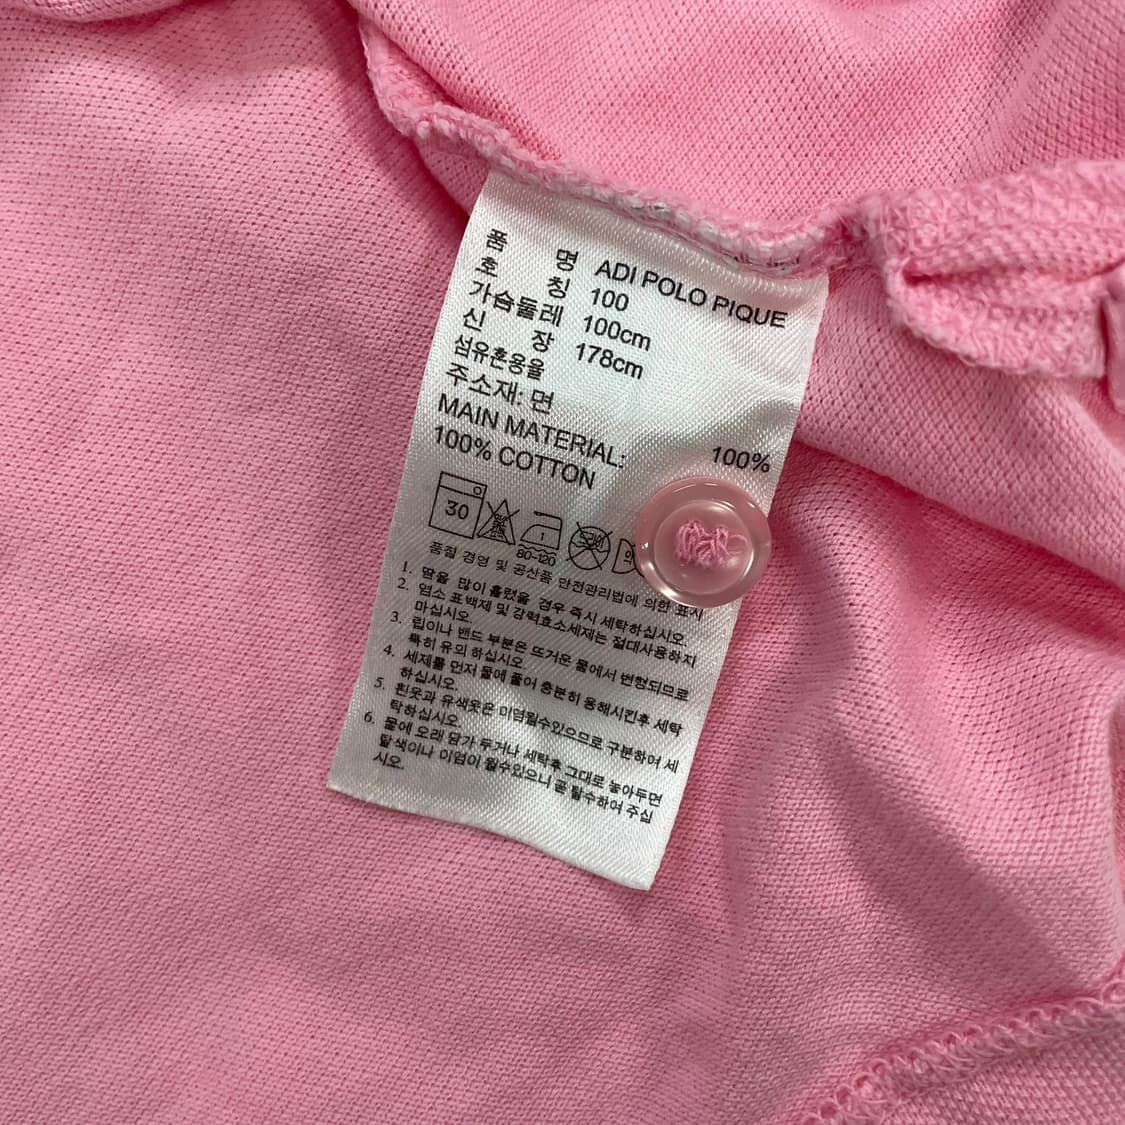 품 명 ADI POLO PIQUE
호 칭 100
가슴둘레 100cm
신 장 178cm
섬유혼용율
주소재: 면 100%
MAIN MATERIAL:
100% COTTON
30 80-120
품질 경영 및 공산품 안전관리법에 의한 표시
1. 땀을 많이 흘렸을 경우 즉시 세탁하십시오.
2. 염소 표백제 및 강력효소세제는 절대사용하지
마십시오.
3. 립이나 밴드 부분은 뜨거운 물에서 변형되므로
특히 유의 하십시오.
4. 세제를 먼저 물에 풀어 충분히 용해시킨후 세탁
하십시오.
5. 흰옷과 유색옷은 이염될수있으므로 구분하여 세
탁하십시오.
6. 물에 오래 담가 두거나 세탁후 그대로 놓아두면
탈색이나 이염이 될수있으니 곧 탈수하여 주십
시오.